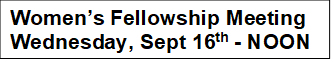 Women's Fellowship Meeting
Wednesday, Sept 16th - NOON